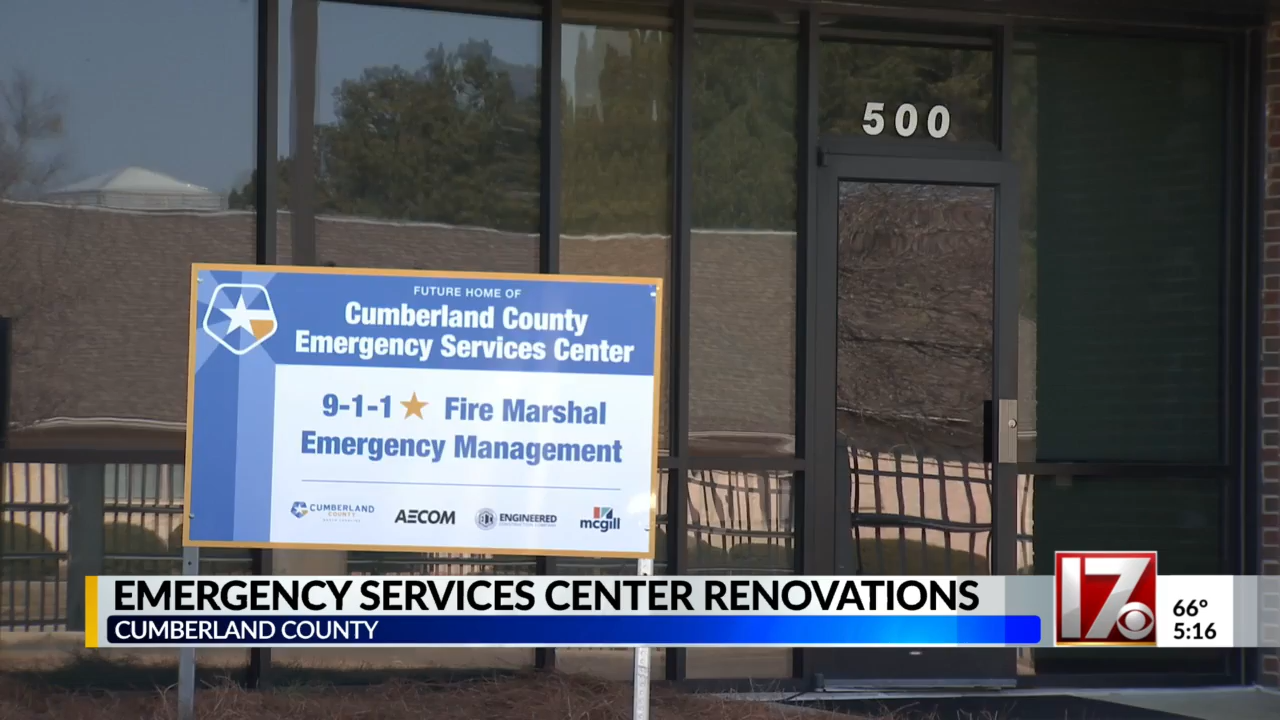 500
FUTURE HOME OF
Cumberland County
Emergency Services Center
9-1-1 Fire Marshal
Emergency Management
CUMBERLAND
COUNTY
AECOM
ENGINEERED
mcgill
EMERGENCY SERVICES CENTER RENOVATIONS
CUMBERLAND COUNTY
17
66°
5:16